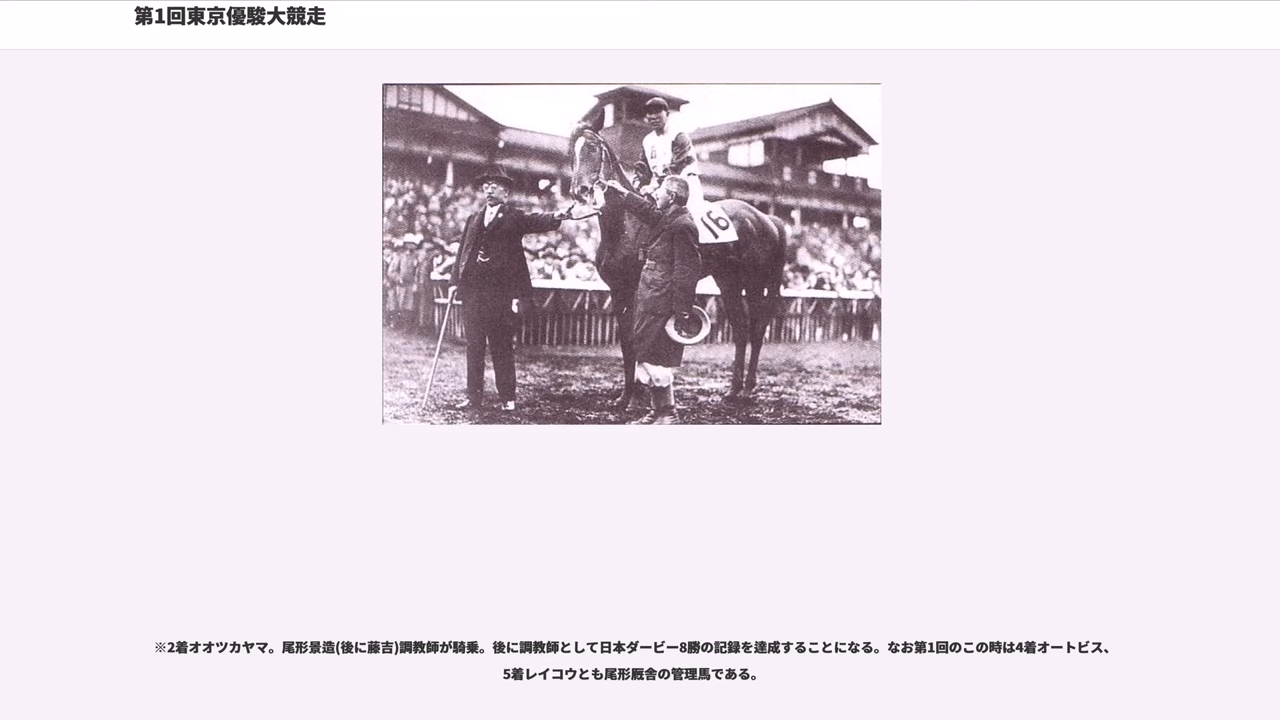 第1回東京優駿大競走
16
※2着オオツカヤマ。尾形景造(後に藤吉)調教師が騎乗。後に調教師として日本ダービー8勝の記録を達成することになる。なお第1回のこの時は4着オートビス、
5着レイコウとも尾形厩舎の管理馬である。